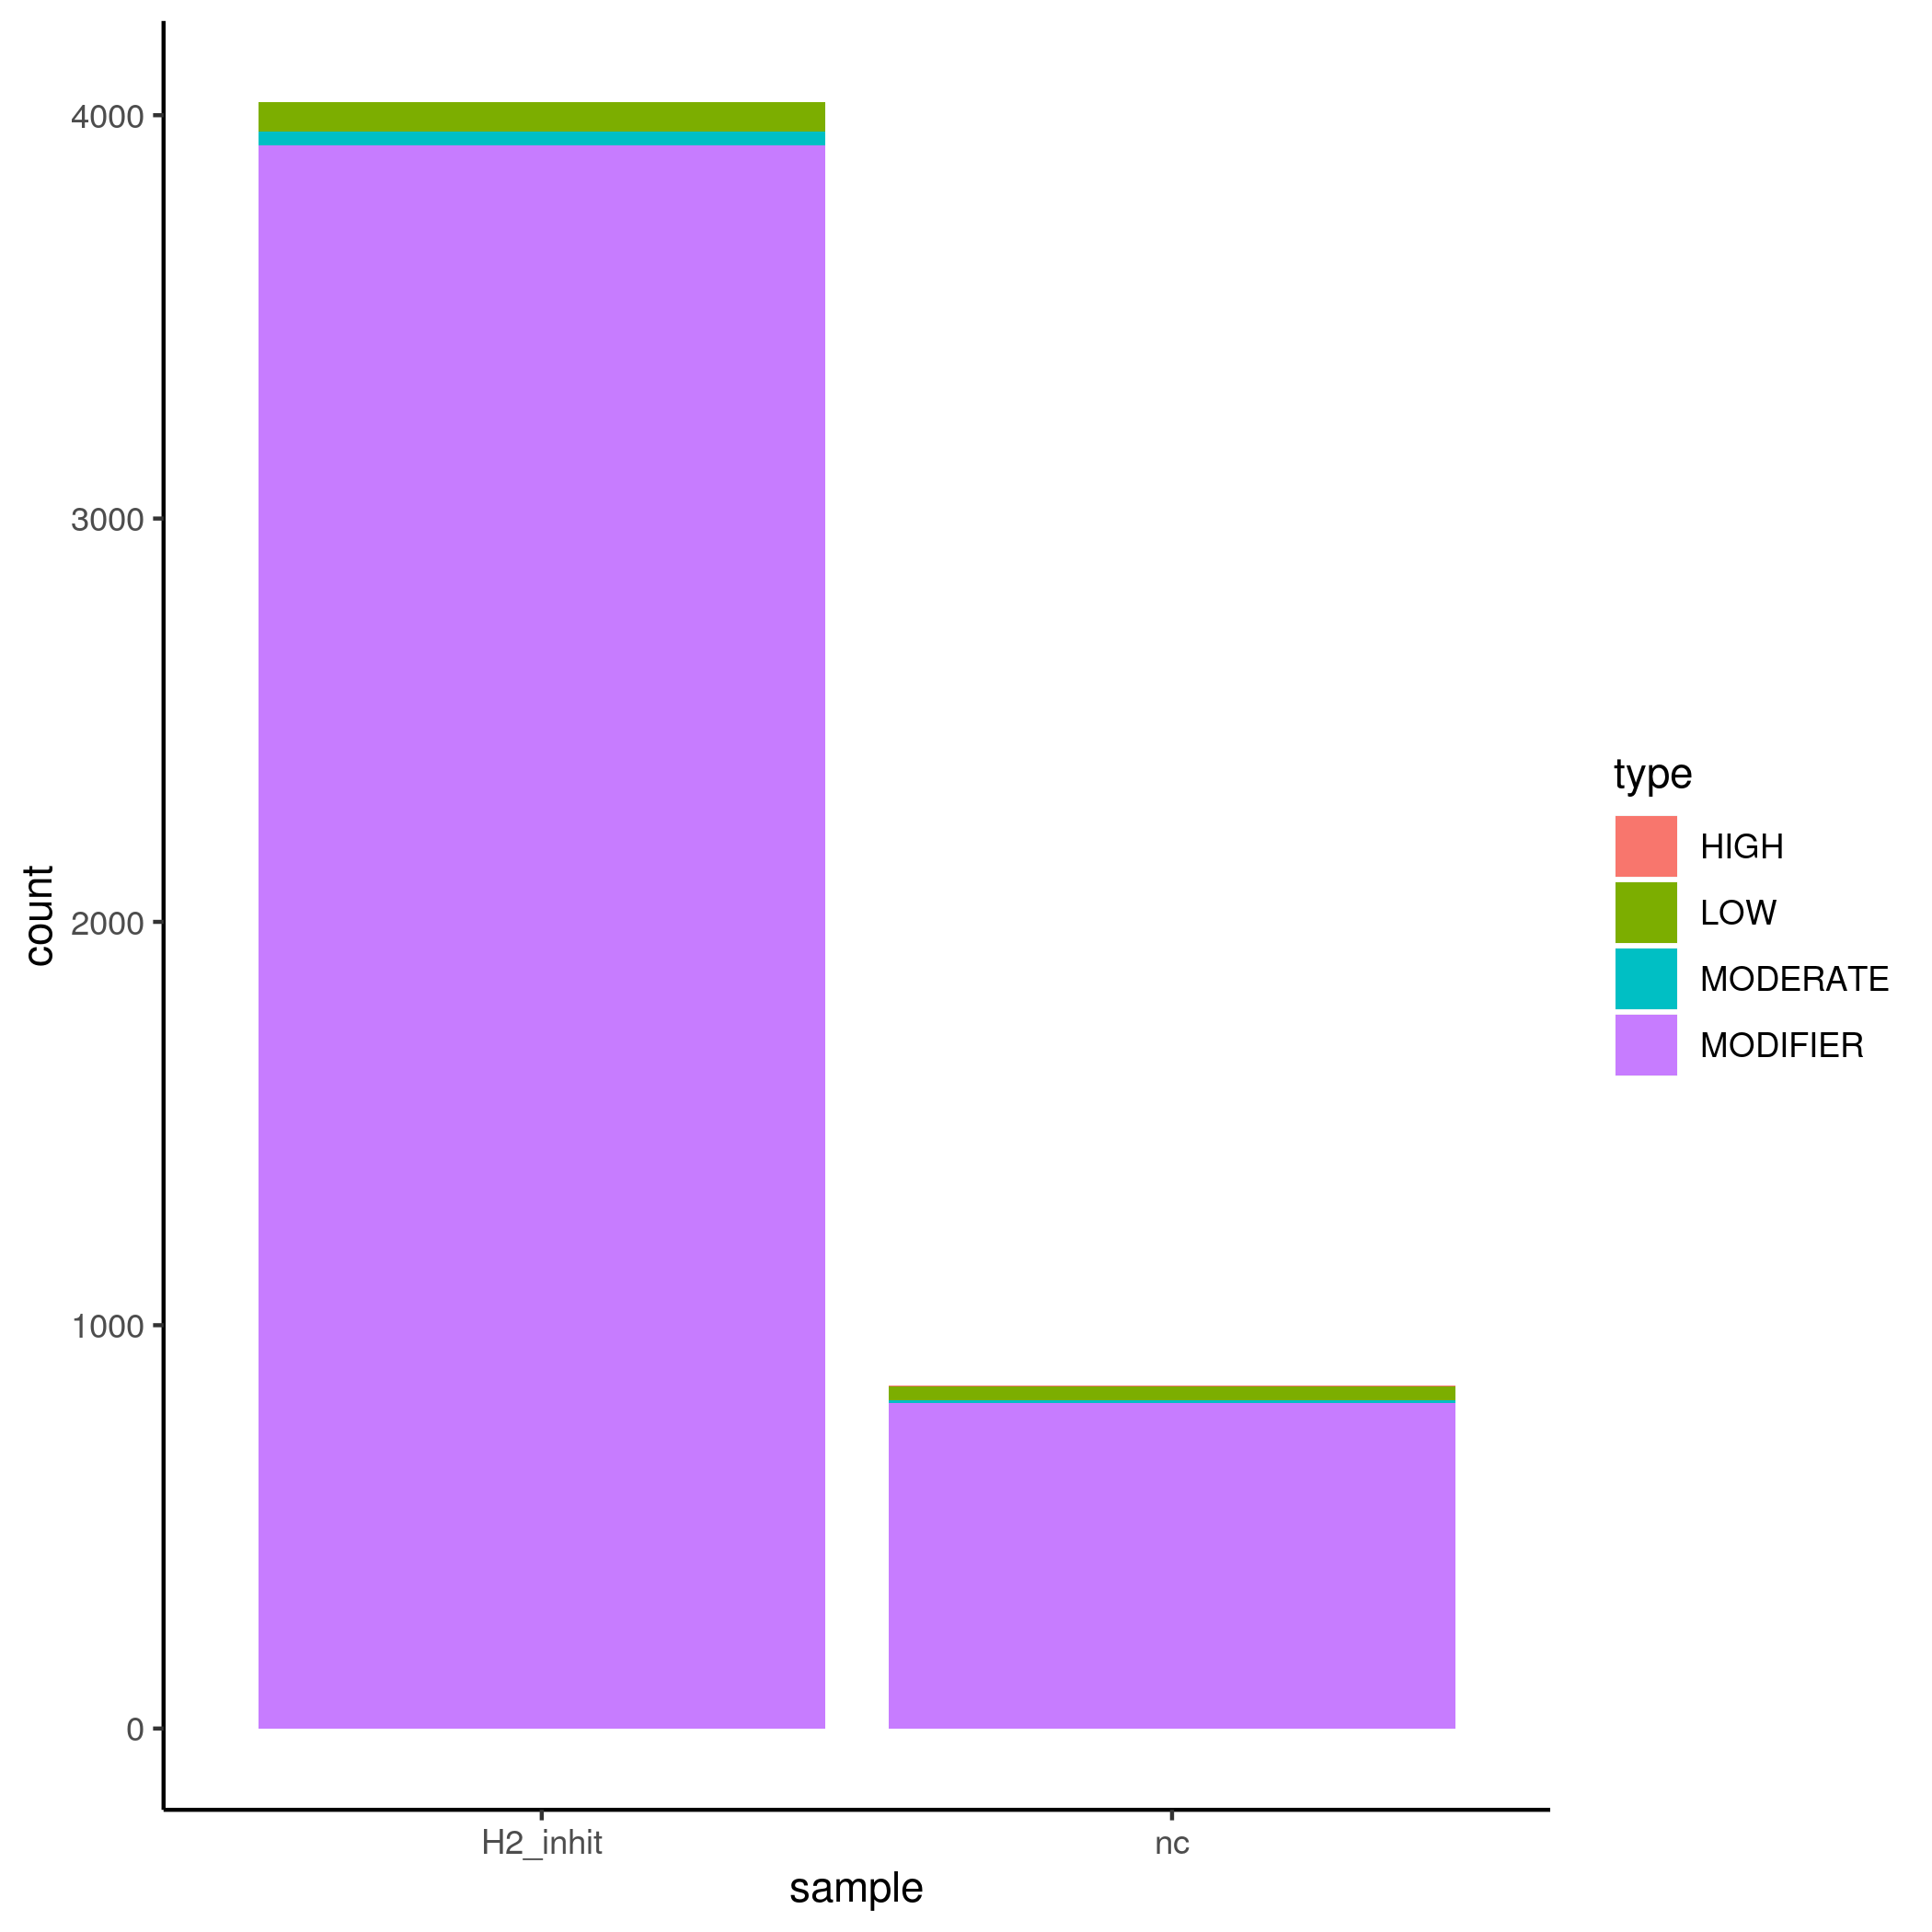 4000
3000
2000
1000
0
count
H2_inhit
nc
sample
type
HIGH
LOW
MODERATE
MODIFIER